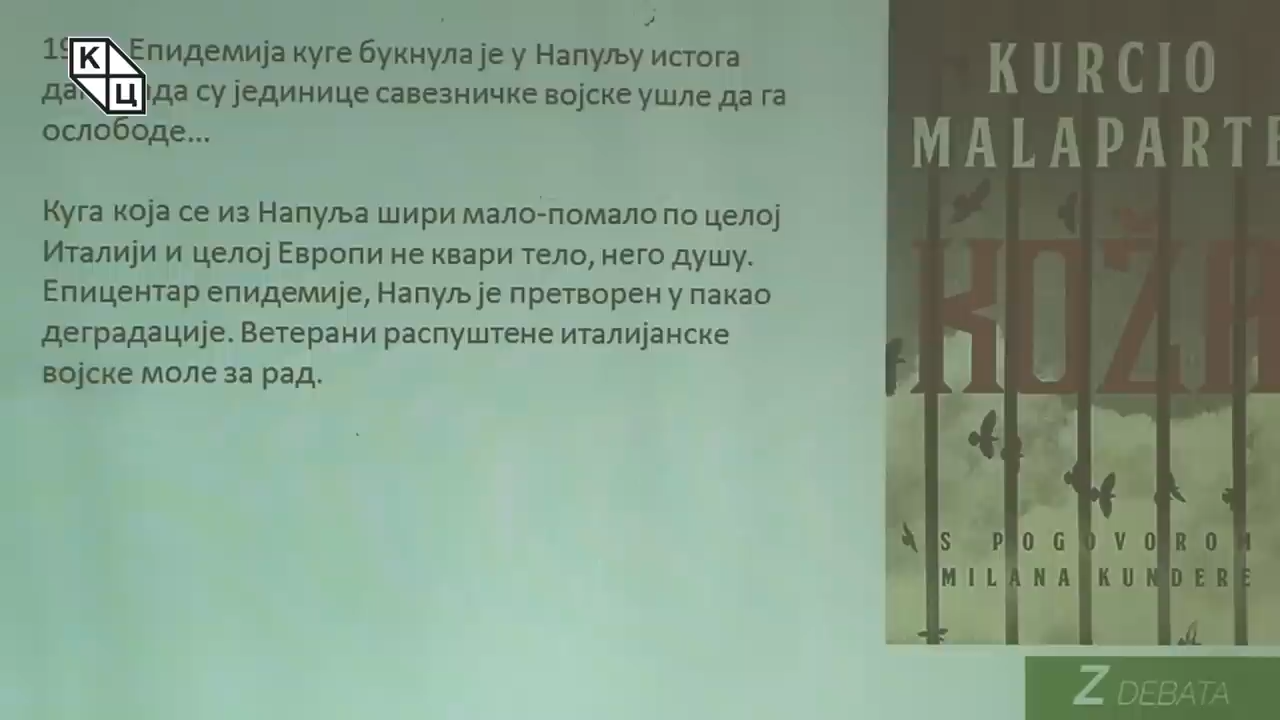 Епидемија куге букнула је у Напуљу истога
су јединице савезничке војске ушле да га
ослободе...
Куга која се из Напуља шири мало-помало по целој
Италији и целој Европи не квари тело, него душу.
Епицентар епидемије, Напуљ је претворен у пакао
деградације. Ветерани распуштене италијанске
војске моле за рад.
К
Ц
KURCIO
MALAPARTE
KOŽA
S POGOVOROM
MILANA KUNDERE
Z DEBATA